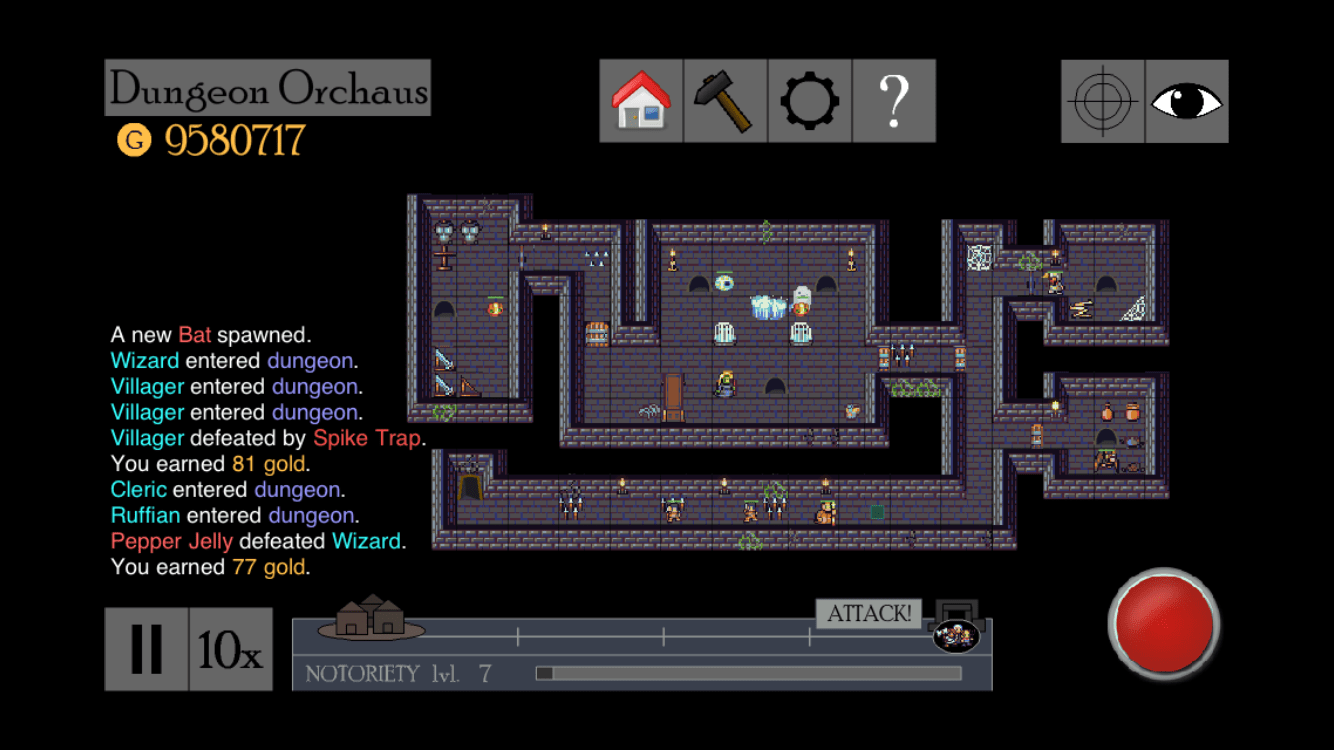 Dungeon Orchaus
G 9580717
?
A new Bat spawned.
Wizard entered dungeon.
Villager entered dungeon.
Villager entered dungeon.
Villager defeated by Spike Trap.
You earned 81 gold.
Cleric entered dungeon.
Ruffian entered dungeon.
Pepper Jelly defeated Wizard.
You earned 77 gold.
10x
ATTACK!
NOTORIETY lvl. 7